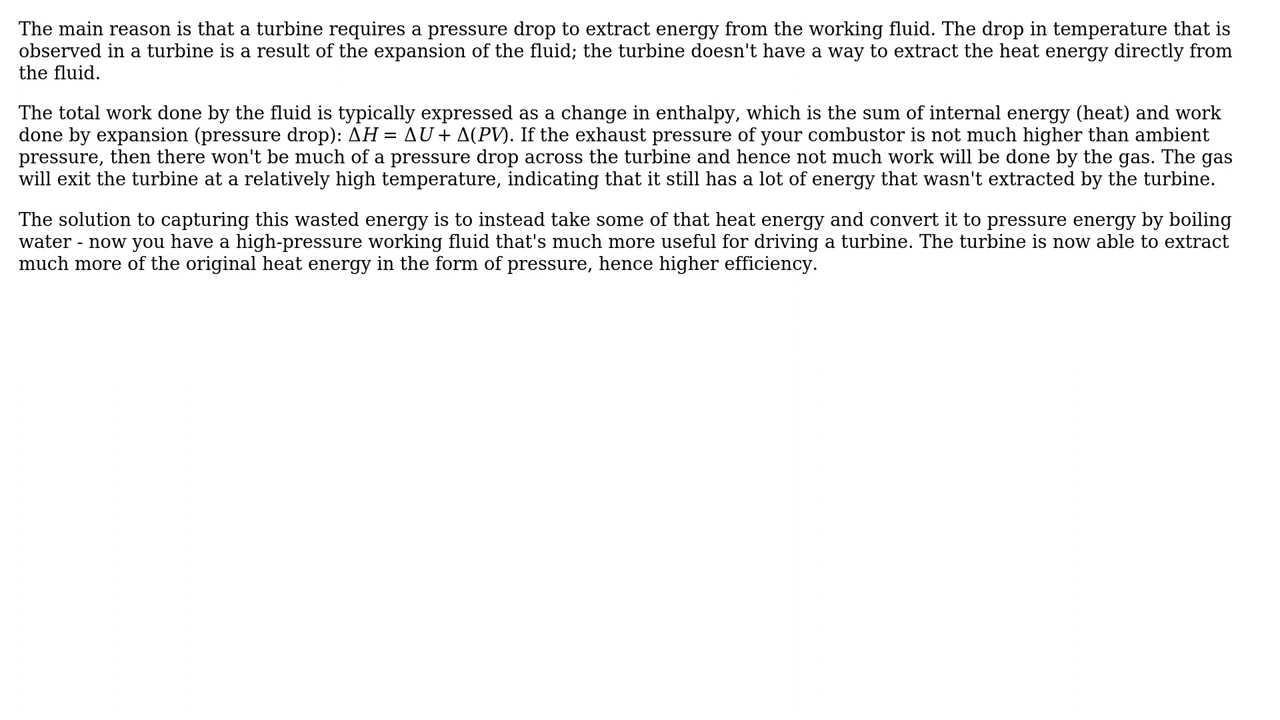 The main reason is that a turbine requires a pressure drop to extract energy from the working fluid. The drop in temperature that is
observed in a turbine is a result of the expansion of the fluid; the turbine doesn't have a way to extract the heat energy directly from
the fluid.
The total work done by the fluid is typically expressed as a change in enthalpy, which is the sum of internal energy (heat) and work
done by expansion (pressure drop): ΔH = ΔU + Δ(PV). If the exhaust pressure of your combustor is not much higher than ambient
pressure, then there won't be much of a pressure drop across the turbine and hence not much work will be done by the gas. The gas
will exit the turbine at a relatively high temperature, indicating that it still has a lot of energy that wasn't extracted by the turbine.
The solution to capturing this wasted energy is to instead take some of that heat energy and convert it to pressure energy by boiling
water - now you have a high-pressure working fluid that's much more useful for driving a turbine. The turbine is now able to extract
much more of the original heat energy in the form of pressure, hence higher efficiency.